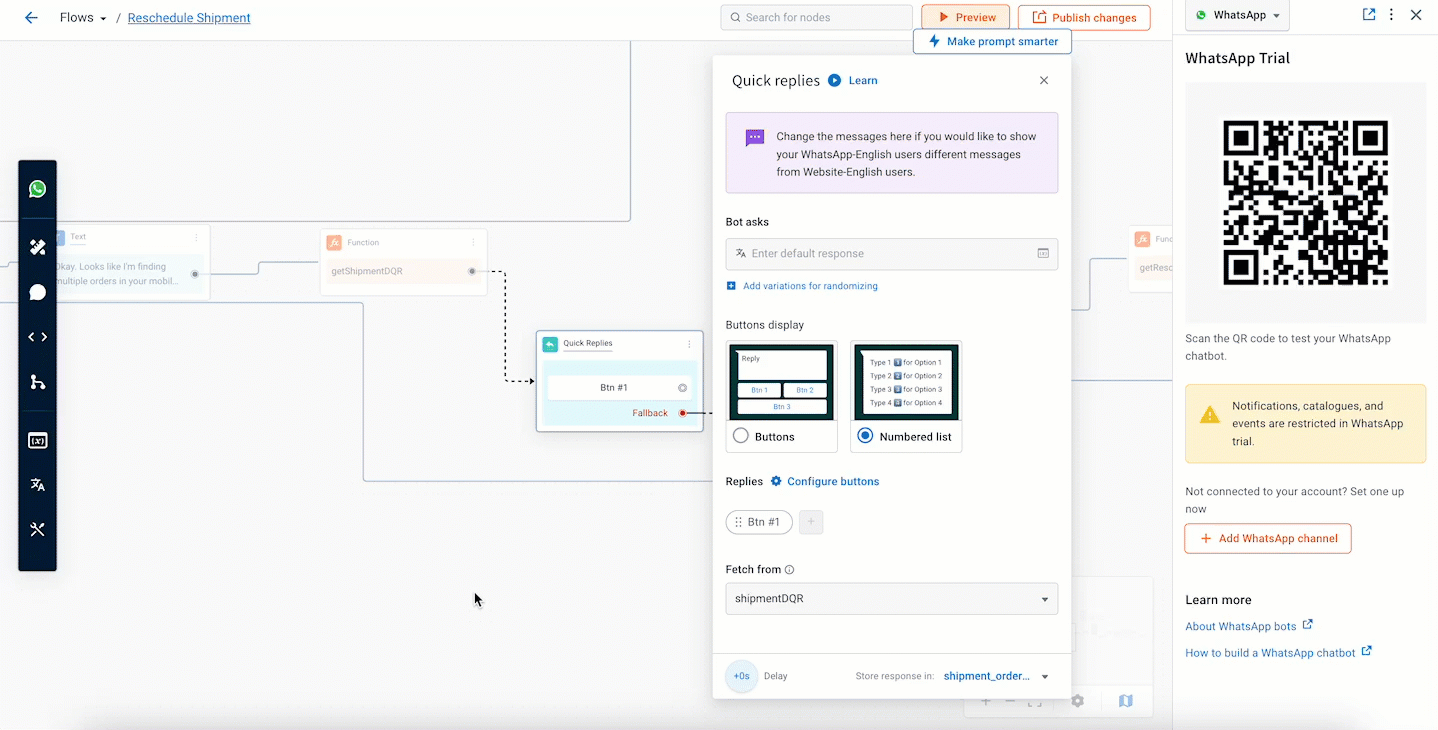 Flows / Reschedule Shipment
Search for nodes
Preview
Publish changes
Make prompt smarter
WhatsApp
Text
Okay. Looks like I'm finding
multiple orders in your mobil...
Function
getShipmentDQR
Quick Replies
Btn #1
Fallback
Quick replies
Learn
Change the messages here if you would like to show
your WhatsApp-English users different messages
from Website-English users.
Bot asks
Enter default response
Add variations for randomizing
Buttons display
Reply
Btn 1
Btn 2
Btn 3
Buttons
Type 1 1 for Option 1
Type 2 2 for Option 2
Type 3 3 for Option 3
Type 4 4 for Option 4
Numbered list
Replies
Configure buttons
Btn #1
+
Fetch from
shipmentDQR
+0s
Delay
Store response in:
shipment_order...
Func
getResc
WhatsApp Trial
Scan the QR code to test your WhatsApp
chatbot.
Notifications, catalogues, and
events are restricted in WhatsApp
trial.
Not connected to your account? Set one up
now
+ Add WhatsApp channel
Learn more
About WhatsApp bots
How to build a WhatsApp chatbot